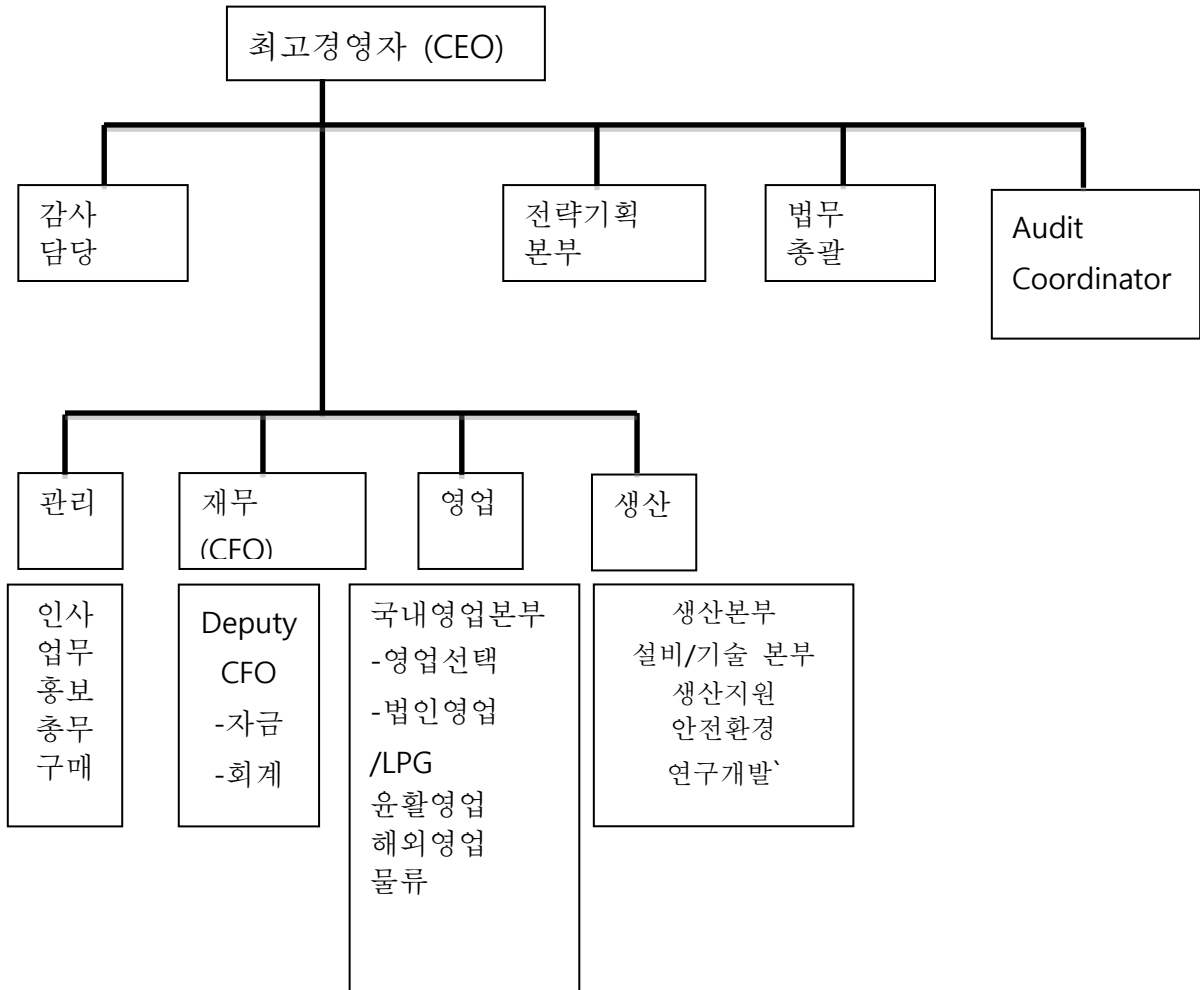 최고경영자 (CEO)
감사
담당
전략기획
본부
법무
총괄
Audit
Coordinator
관리
재무
(CFO)
영업
생산
인사
업무
홍보
총무
구매
Deputy
CFO
-자금
-회계
국내영업본부
-영업선택
-법인영업
/LPG
윤활영업
해외영업
물류
생산본부
설비/기술 본부
생산지원
안전환경
연구개발`